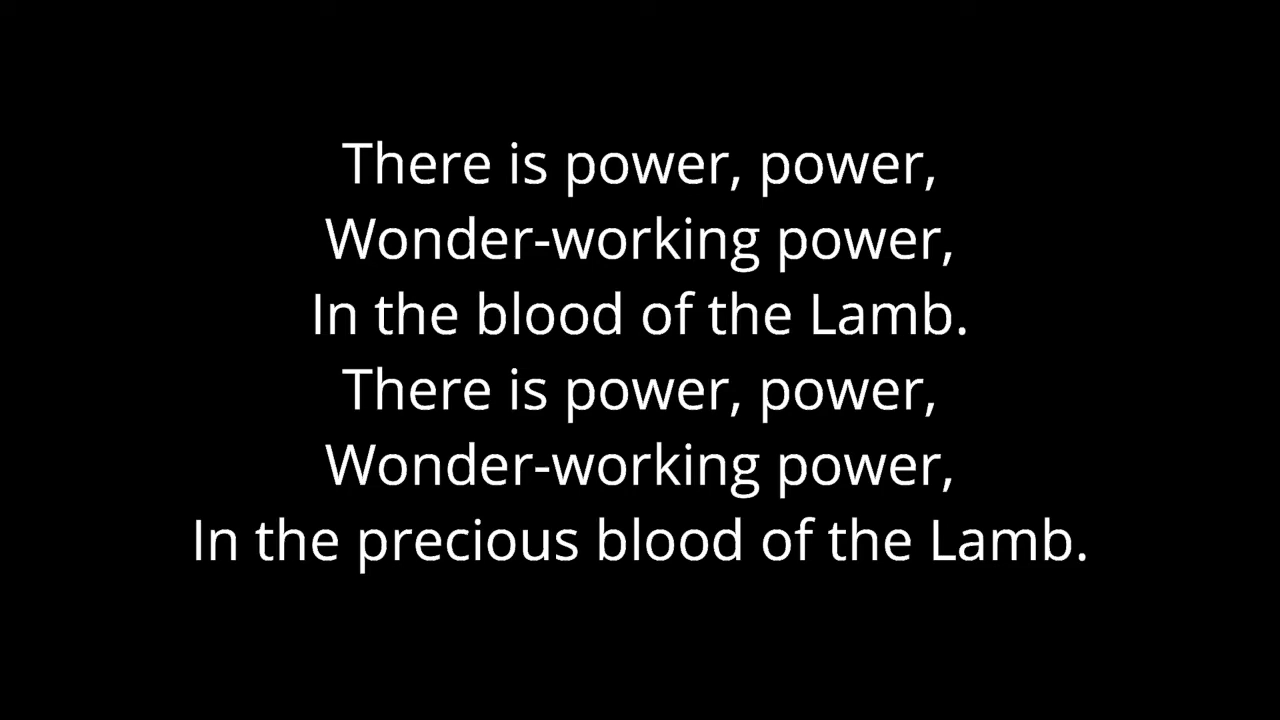 There is power, power,
Wonder-working power,
In the blood of the Lamb.
There is power, power,
Wonder-working power,
In the precious blood of the Lamb.